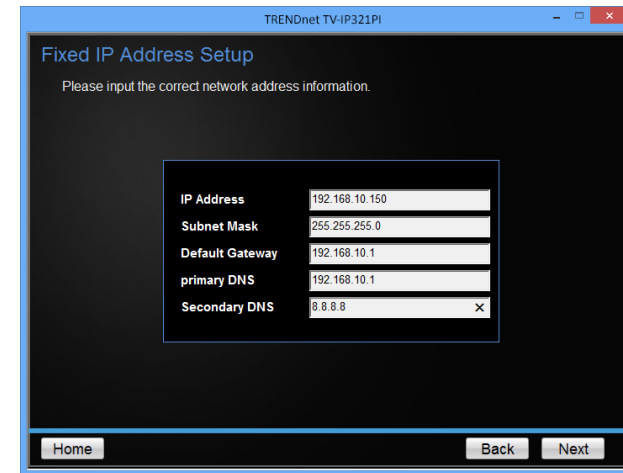 TRENDnet TV-IP321PI
Fixed IP Address Setup
Please input the correct network address information.
IP Address 192.168.10.150
Subnet Mask 255.255.255.0
Default Gateway 192.168.10.1
primary DNS 192.168.10.1
Secondary DNS 8.8.8.8
Home Back Next